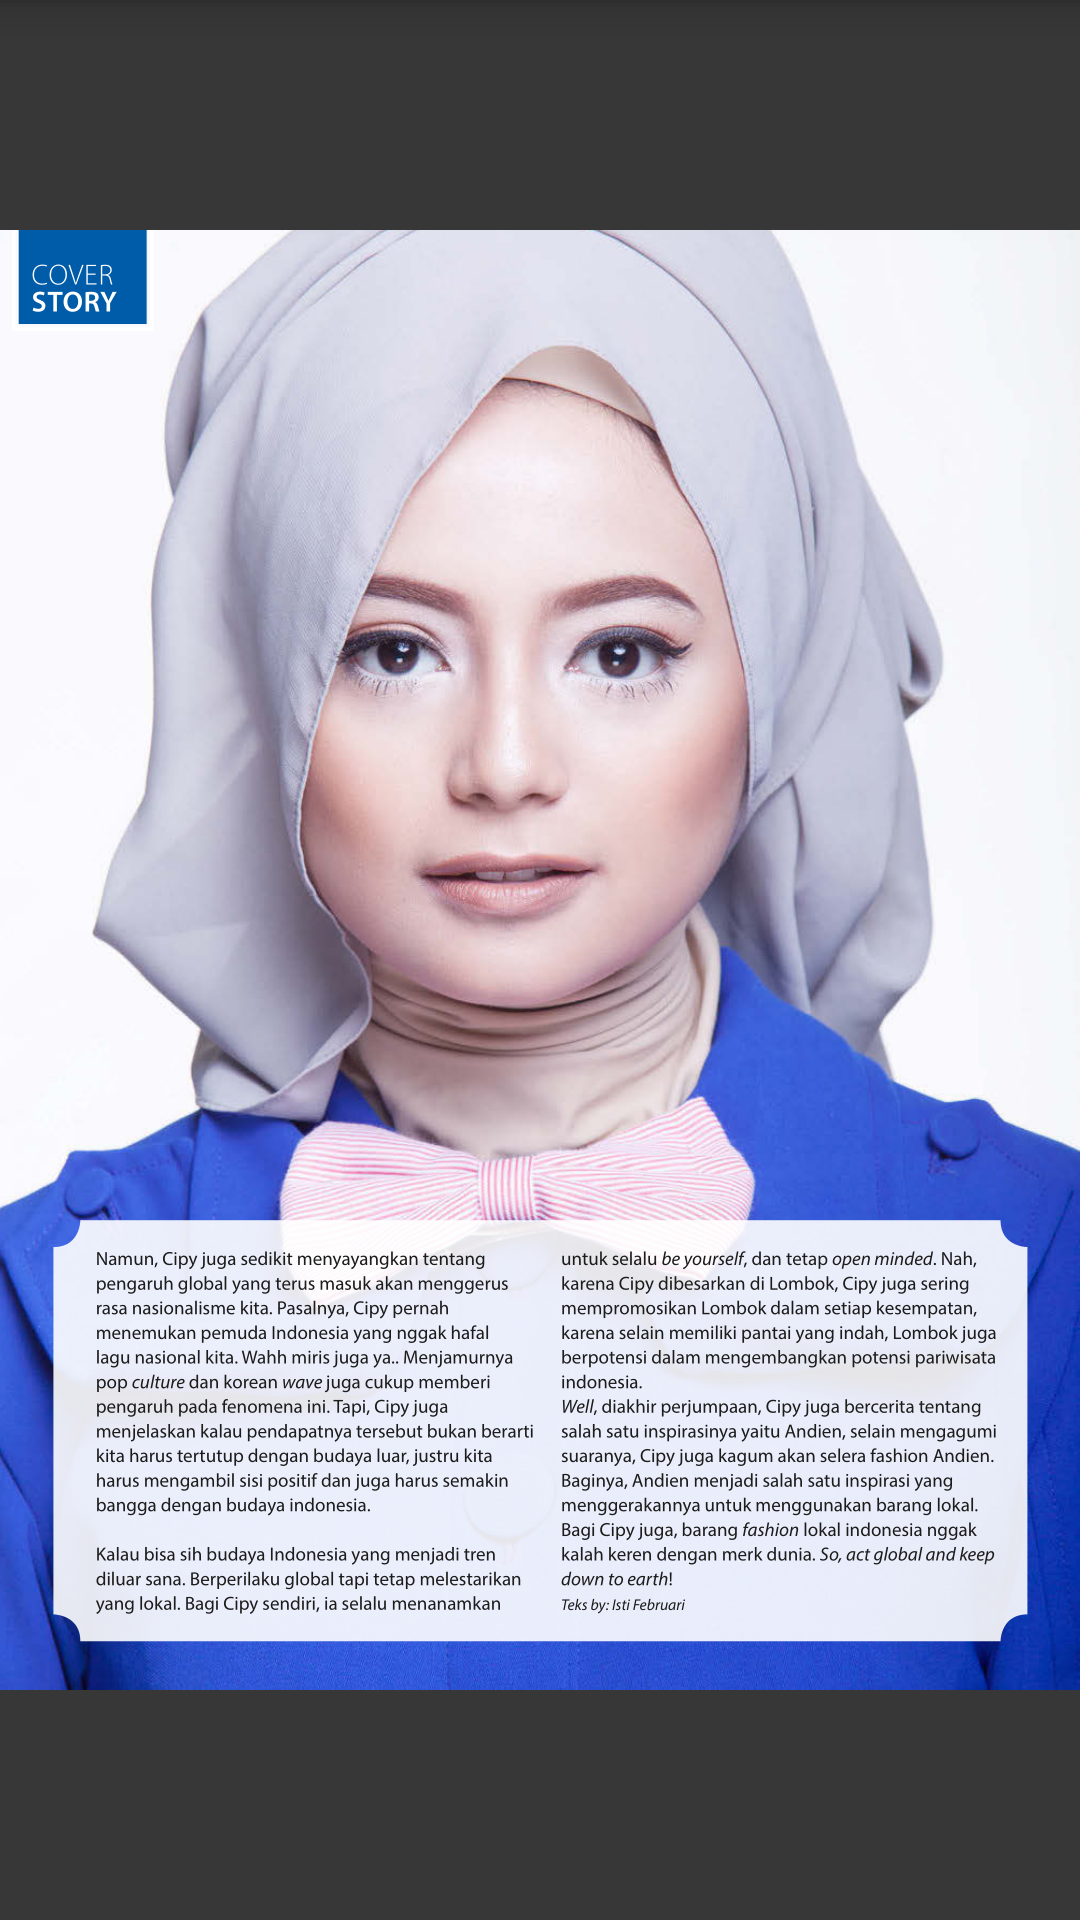 COVER
STORY
Namun, Cipy juga sedikit menyayangkan tentang
pengaruh global yang terus masuk akan menggerus
rasa nasionalisme kita. Pasalnya, Cipy pernah
menemukan pemuda Indonesia yang nggak hafal
lagu nasional kita. Wahh miris juga ya.. Menjamurnya
pop culture dan korean wave juga cukup memberi
pengaruh pada fenomena ini. Tapi, Cipy juga
menjelaskan kalau pendapatnya tersebut bukan berarti
kita harus tertutup dengan budaya luar, justru kita
harus mengambil sisi positif dan juga harus semakin
bangga dengan budaya indonesia.
Kalau bisa sih budaya Indonesia yang menjadi tren
diluar sana. Berperilaku global tapi tetap melestarikan
yang lokal. Bagi Cipy sendiri, ia selalu menanamkan
untuk selalu be yourself, dan tetap open minded. Nah,
karena Cipy dibesarkan di Lombok, Cipy juga sering
mempromosikan Lombok dalam setiap kesempatan,
karena selain memiliki pantai yang indah, Lombok juga
berpotensi dalam mengembangkan potensi pariwisata
indonesia.
Well, diakhir perjumpaan, Cipy juga bercerita tentang
salah satu inspirasinya yaitu Andien, selain mengagumi
suaranya, Cipy juga kagum akan selera fashion Andien.
Baginya, Andien menjadi salah satu inspirasi yang
menggerakannya untuk menggunakan barang lokal.
Bagi Cipy juga, barang fashion lokal indonesia nggak
kalah keren dengan merk dunia. So, act global and keep
down to earth!
Teks by: Isti Februari